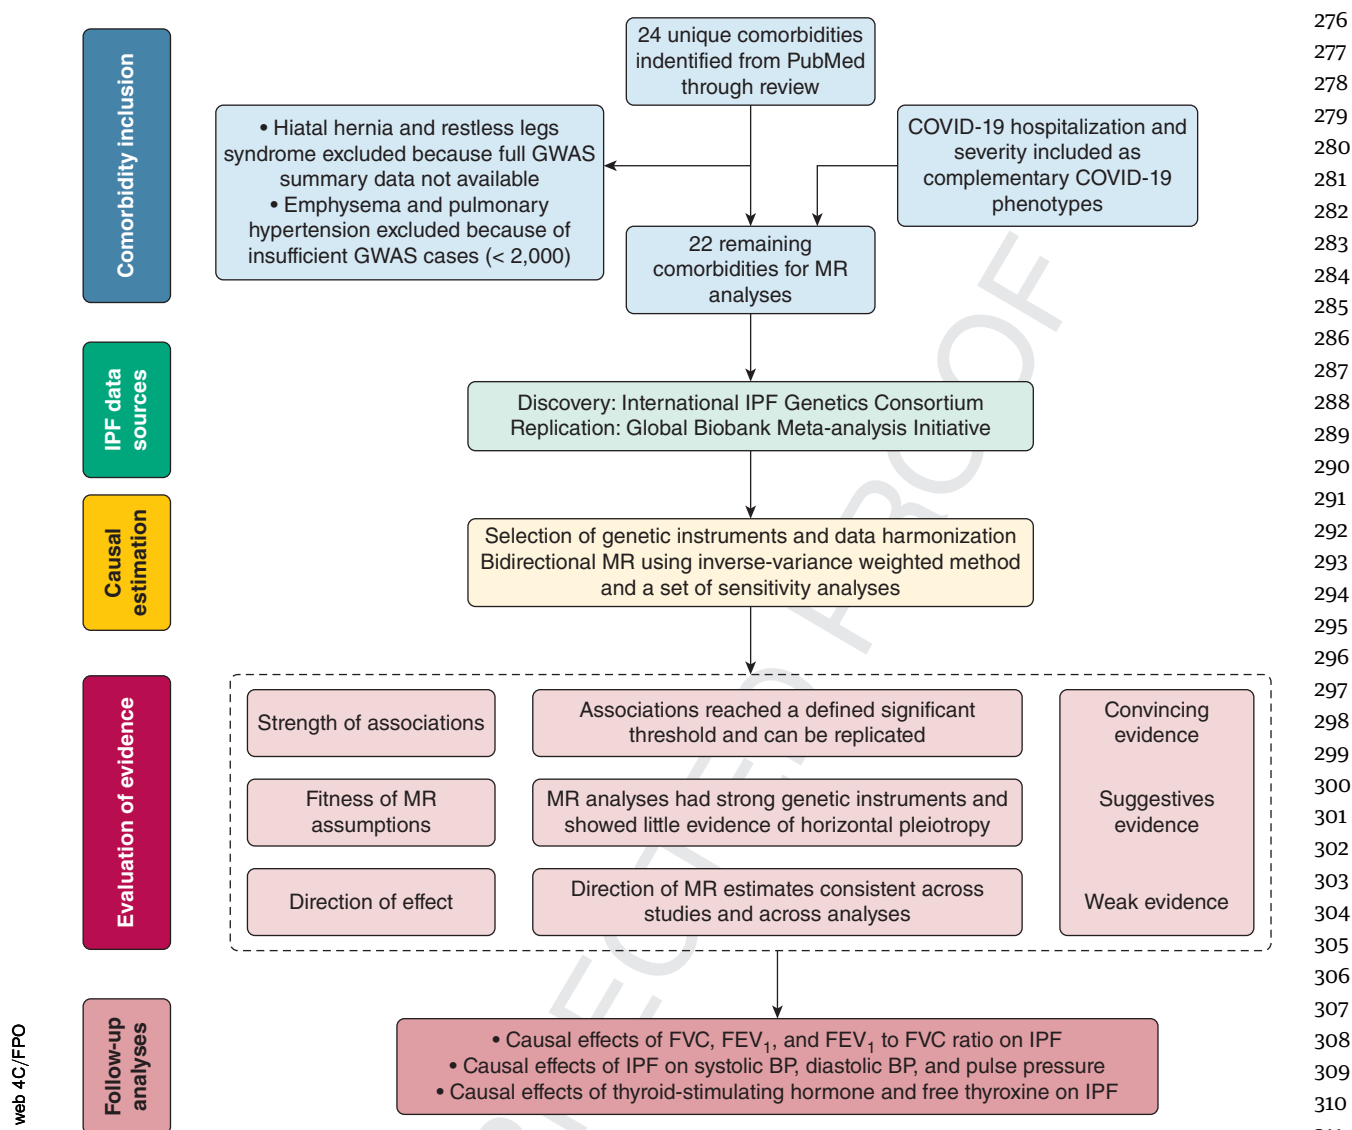 Comorbidity inclusion
24 unique comorbidities
indentified from PubMed
through review
• Hiatal hernia and restless legs
syndrome excluded because full GWAS
summary data not available
• Emphysema and pulmonary
hypertension excluded because of
insufficient GWAS cases (< 2,000)
COVID-19 hospitalization and
severity included as
complementary COVID-19
phenotypes
22 remaining
comorbidities for MR
analyses
IPF data
sources
Discovery: International IPF Genetics Consortium
Replication: Global Biobank Meta-analysis Initiative
Causal
estimation
Selection of genetic instruments and data harmonization
Bidirectional MR using inverse-variance weighted method
and a set of sensitivity analyses
Evaluation of evidence
Strength of associations
Associations reached a defined significant
threshold and can be replicated
Convincing
evidence
Fitness of MR
assumptions
MR analyses had strong genetic instruments and
showed little evidence of horizontal pleiotropy
Suggestives
evidence
Direction of effect
Direction of MR estimates consistent across
studies and across analyses
Weak evidence
Follow-up
analyses
• Causal effects of FVC, FEV1, and FEV1 to FVC ratio on IPF
• Causal effects of IPF on systolic BP, diastolic BP, and pulse pressure
• Causal effects of thyroid-stimulating hormone and free thyroxine on IPF
web 4C/FPO
276
277
278
279
280
281
282
283
284
285
286
287
288
289
290
291
292
293
294
295
296
297
298
299
300
301
302
303
304
305
306
307
308
309
310